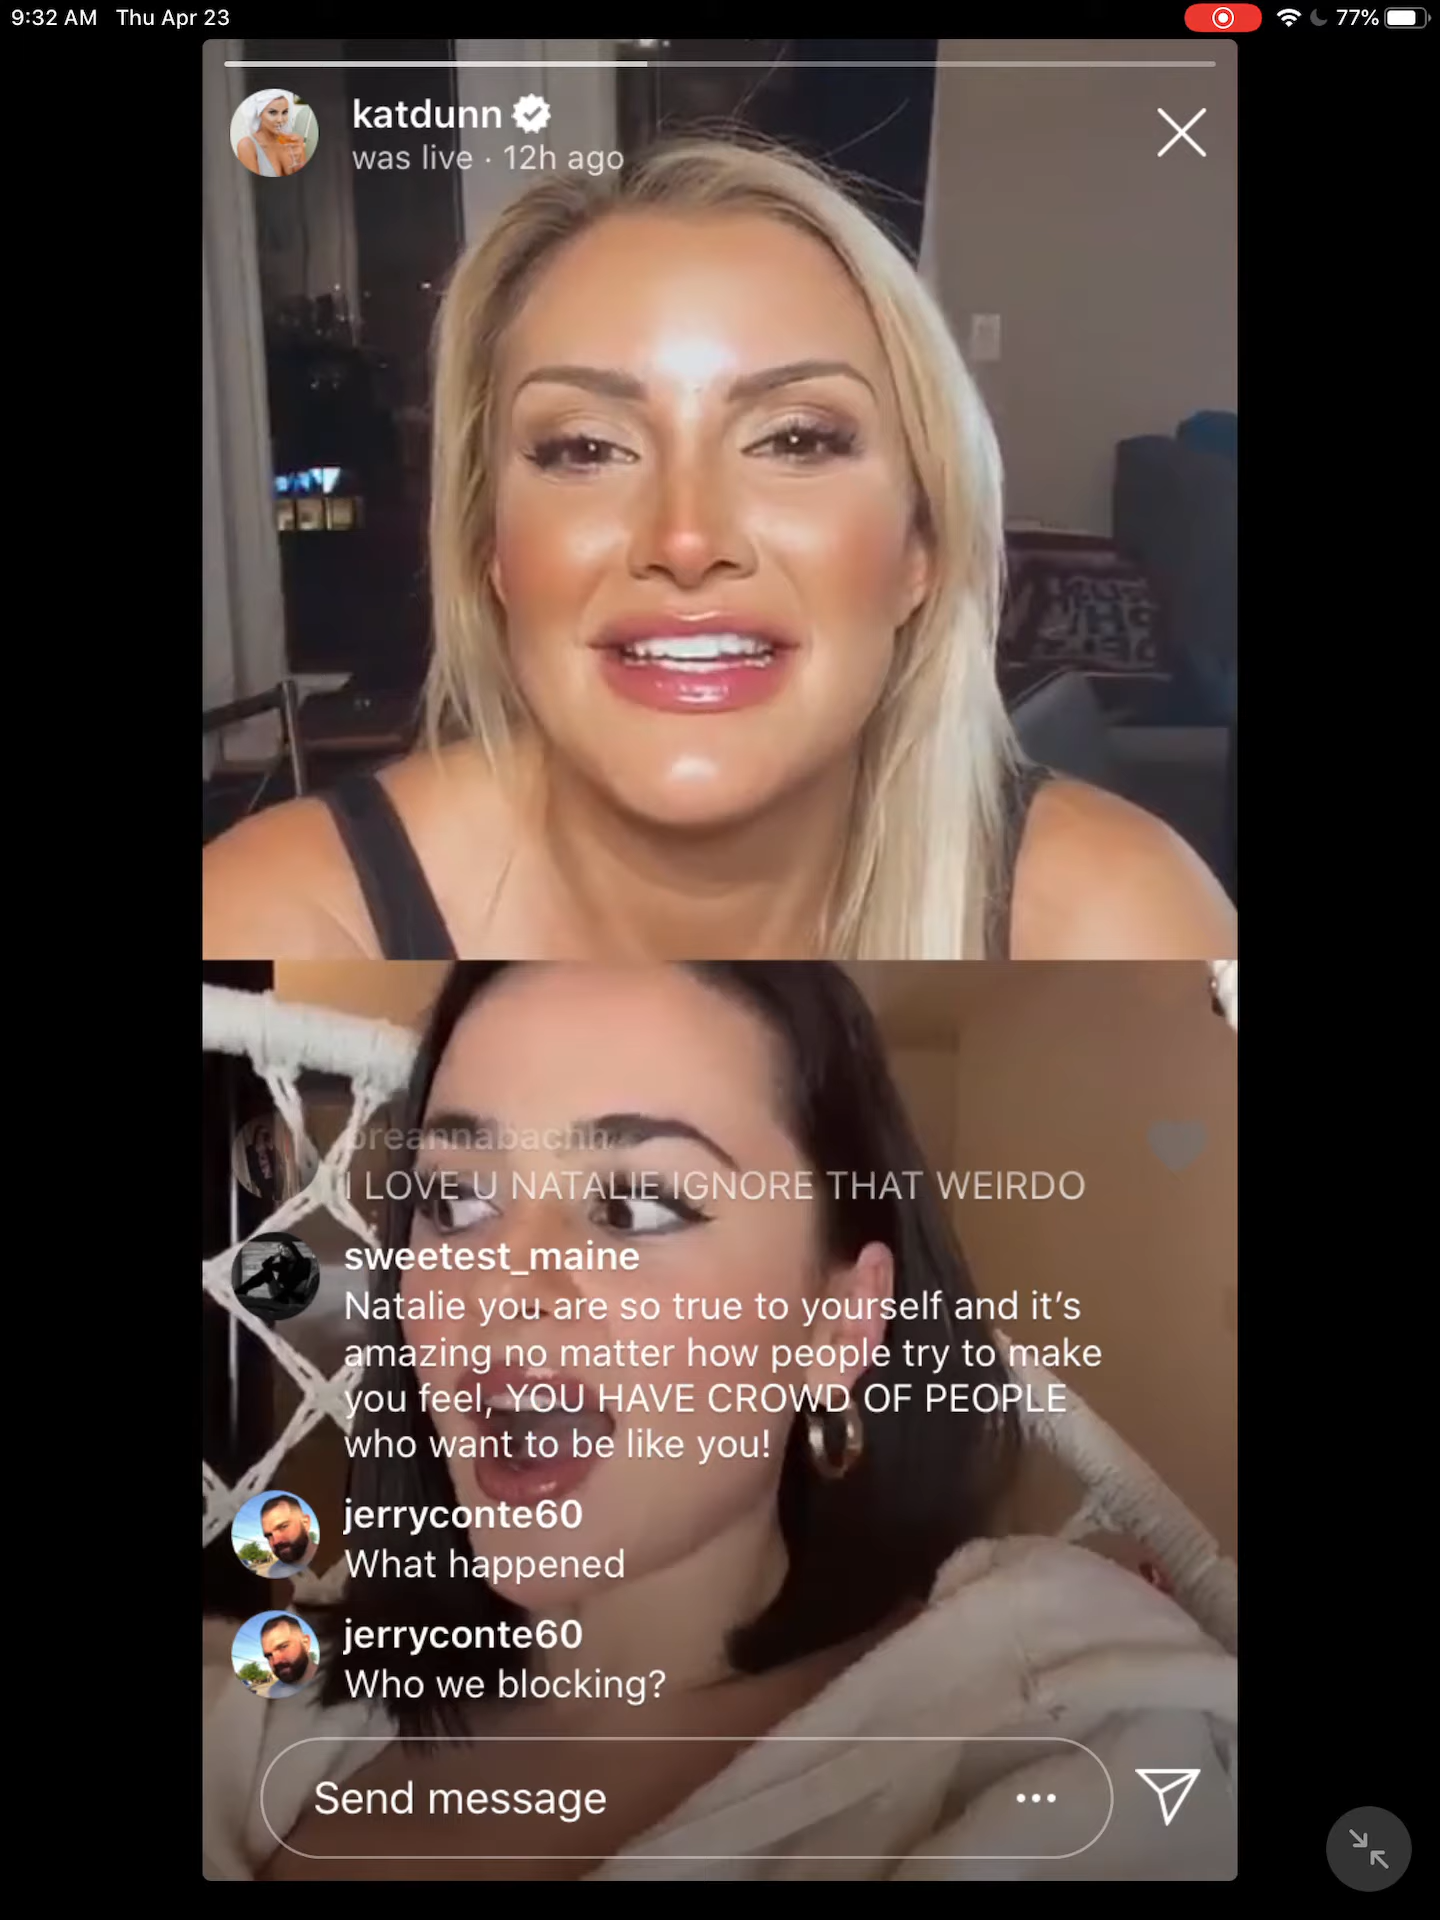 9:32 AM Thu Apr 23
77%
katdunn
was live · 12h ago
breannabachh
I LOVE U NATALIE IGNORE THAT WEIRDO
sweetest_maine
Natalie you are so true to yourself and it’s
amazing no matter how people try to make
you feel, YOU HAVE CROWD OF PEOPLE
who want to be like you!
jerryconte60
What happened
jerryconte60
Who we blocking?
Send message